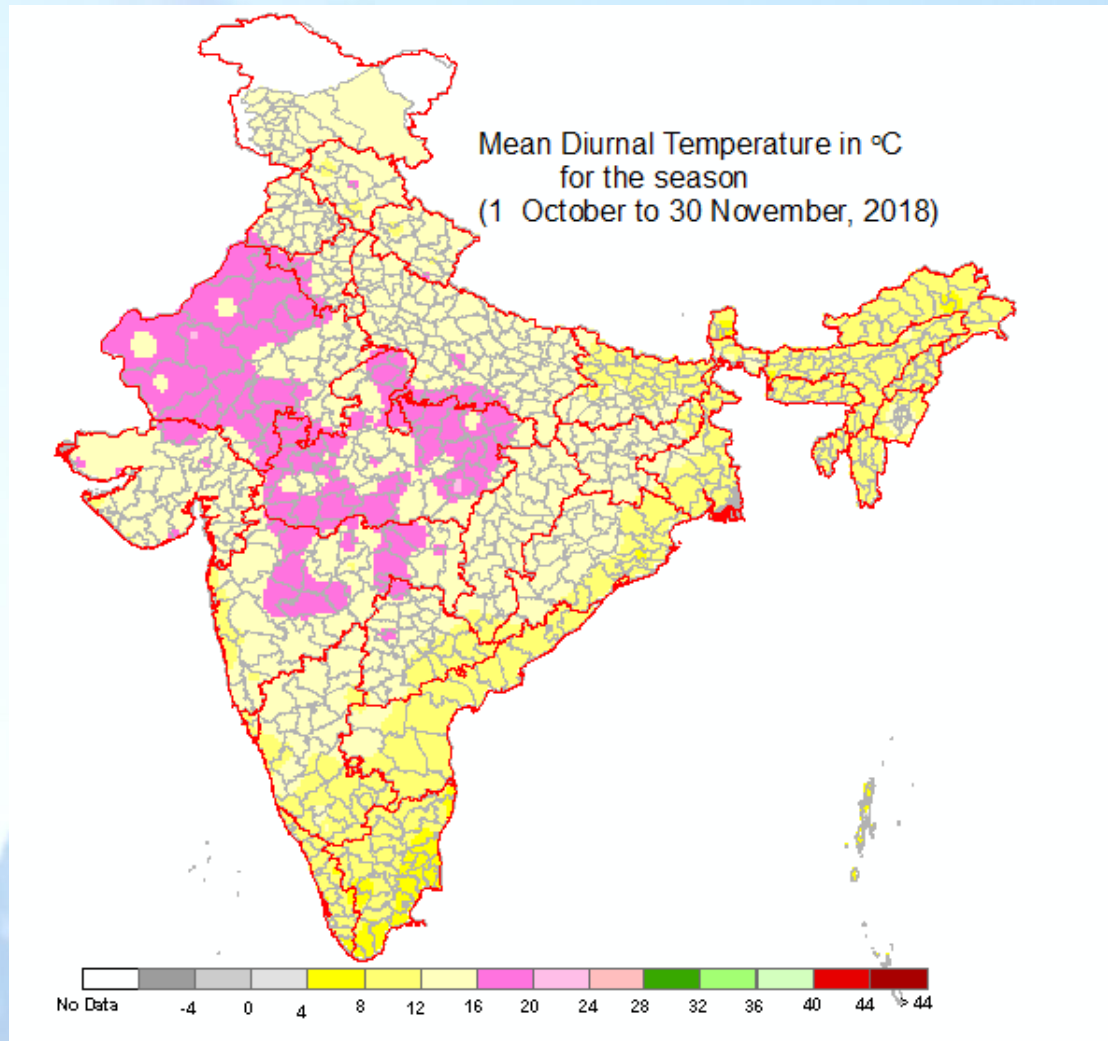 Mean Diurnal Temperature in °C
for the season
(1 October to 30 November, 2018)
No Data -4 0 4 8 12 16 20 24 28 32 36 40 44 > 44